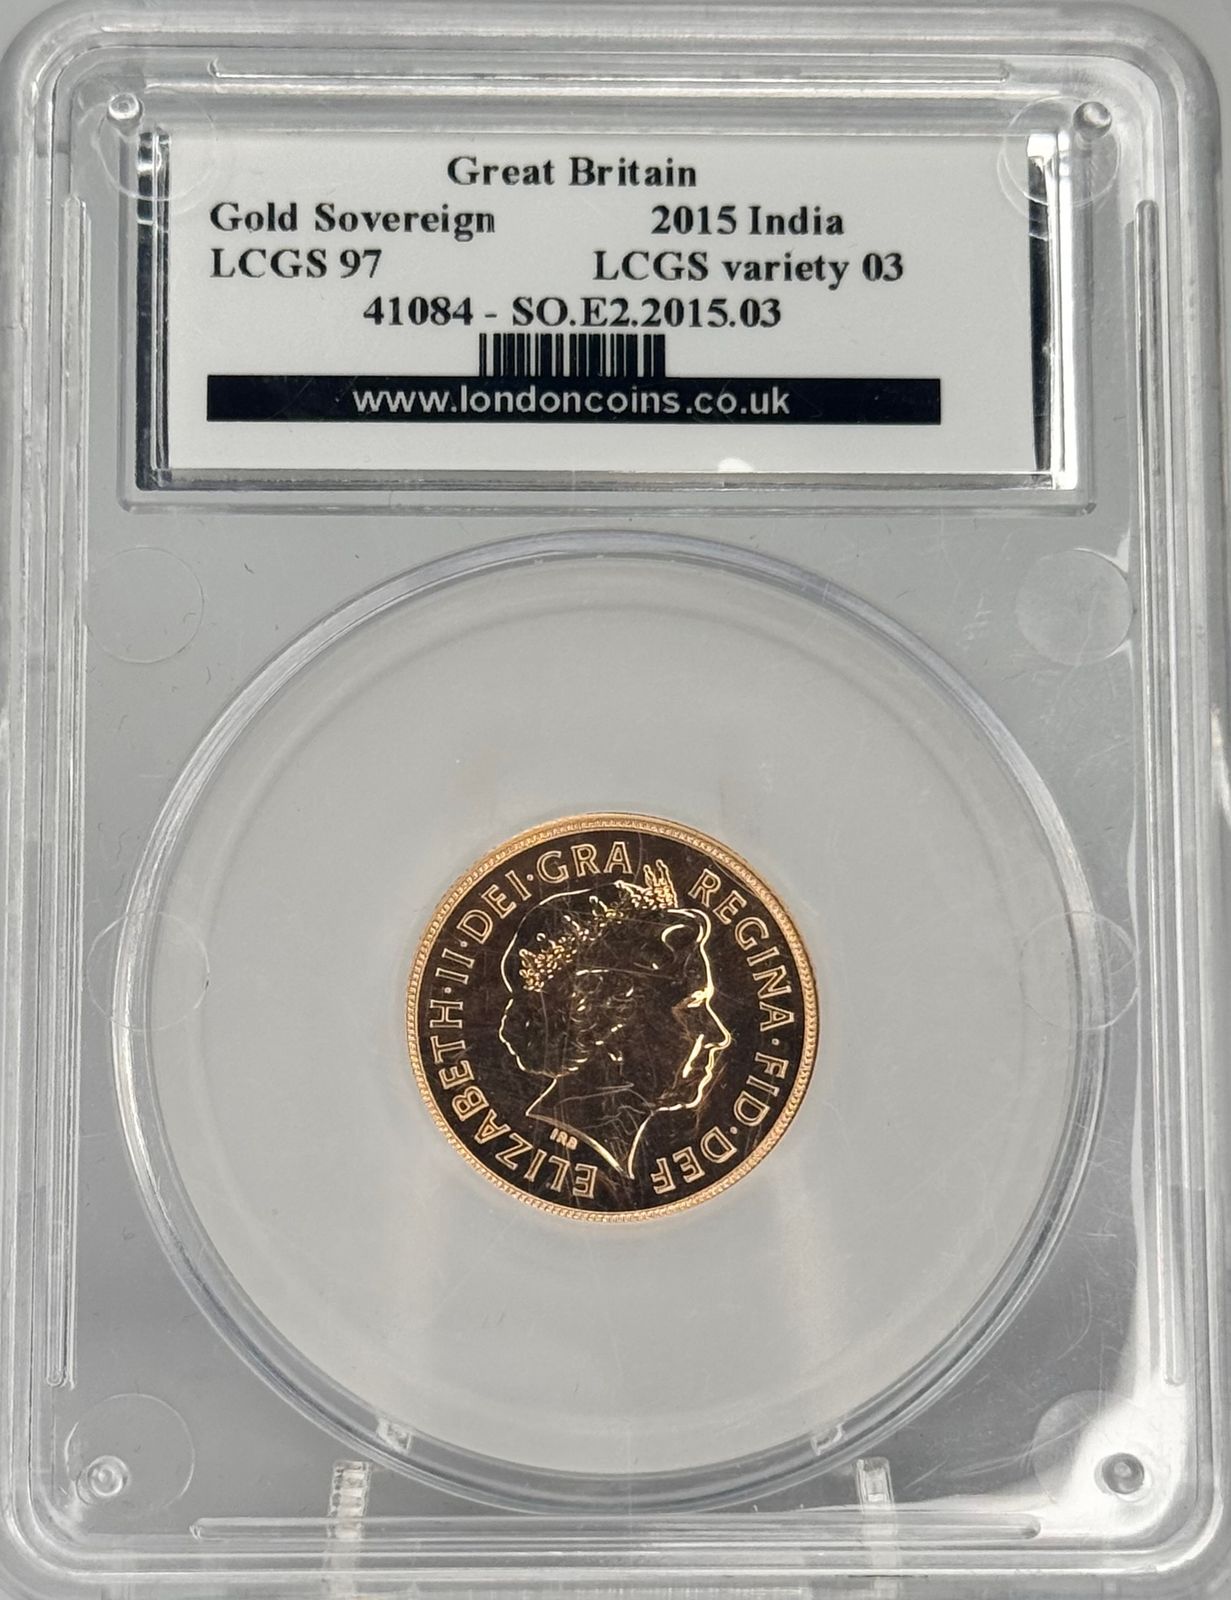 Great Britain
Gold Sovereign 2015 India
LCGS 97 LCGS variety 03
41084 - SO.E2.2015.03
www.londoncoins.co.uk
ELIZABETH·II·DEI·GRA REGINA·FID·DEF
IRB